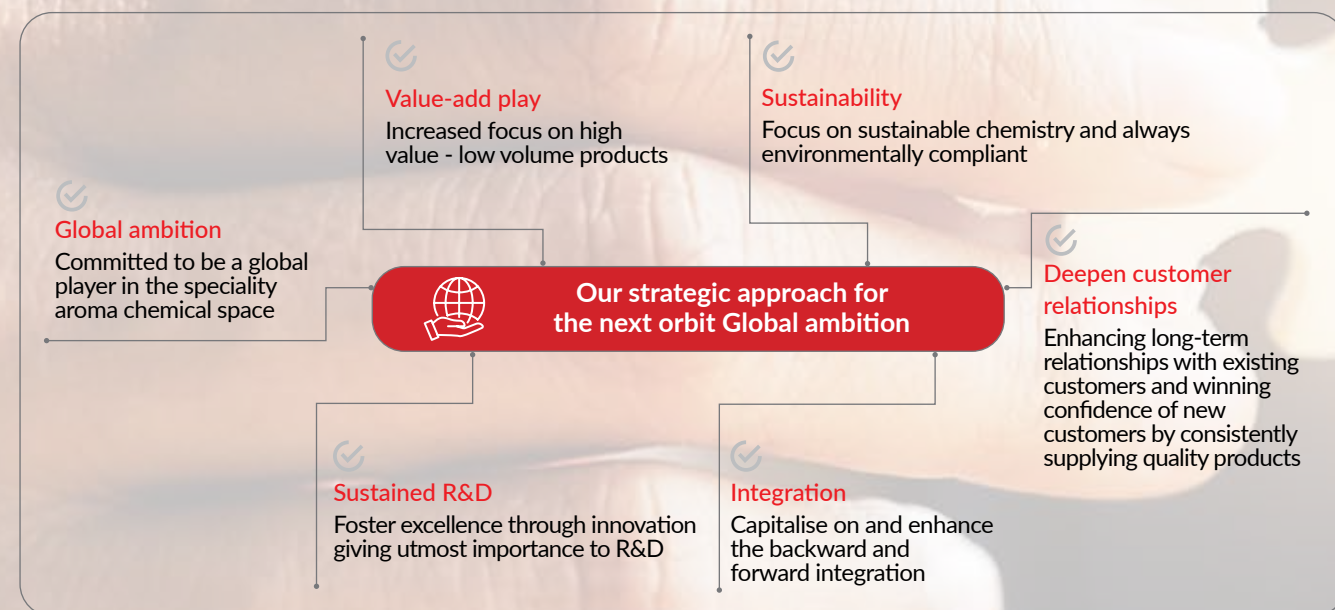 Value-add play
Increased focus on high
value - low volume products
Sustainability
Focus on sustainable chemistry and always
environmentally compliant
Global ambition
Committed to be a global
player in the speciality
aroma chemical space
Our strategic approach for
the next orbit Global ambition
Deepen customer
relationships
Enhancing long-term
relationships with existing
customers and winning
confidence of new
customers by consistently
supplying quality products
Sustained R&D
Foster excellence through innovation
giving utmost importance to R&D
Integration
Capitalise on and enhance
the backward and
forward integration